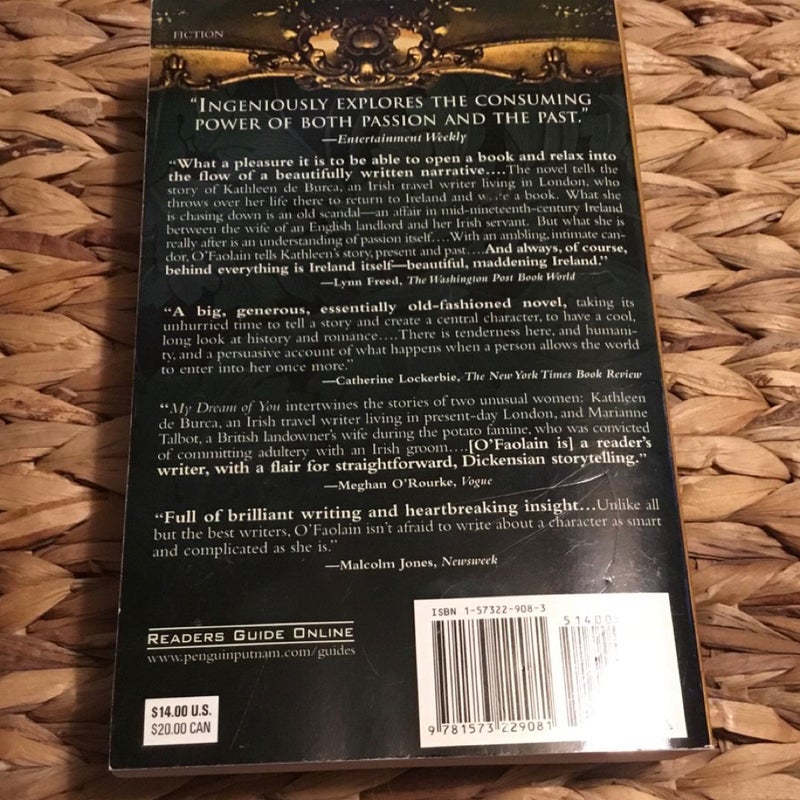 FICTION
“INGENIOUSLY EXPLORES THE CONSUMING
POWER OF BOTH PASSION AND THE PAST.”
—Entertainment Weekly
“What a pleasure it is to be able to open a book and relax into
the flow of a beautifully written narrative....The novel tells the
story of Kathleen de Burca, an Irish travel writer living in London, who
throws over her life there to return to Ireland and write a book. What she
is chasing down is an old scandal—an affair in mid-nineteenth-century Ireland
between the wife of an English landlord and her Irish servant. But what she is
really after is an understanding of passion itself....With an ambling, intimate can-
dor, O’Faolain tells Kathleen’s story, present and past....And always, of course,
behind everything is Ireland itself—beautiful, maddening Ireland.”
—Lynn Freed, The Washington Post Book World
“A big, generous, essentially old-fashioned novel, taking its
unhurried time to tell a story and create a central character, to have a cool,
long look at history and romance....There is tenderness here, and humani-
ty, and a persuasive account of what happens when a person allows the world
to enter into her once more.”
—Catherine Lockerbie, The New York Times Book Review
“My Dream of You intertwines the stories of two unusual women: Kathleen
de Burca, an Irish travel writer living in present-day London, and Marianne
Talbot, a British landowner’s wife during the potato famine, who was convicted
of committing adultery with an Irish groom....[O’Faolain is] a reader’s
writer, with a flair for straightforward, Dickensian storytelling.”
—Meghan O’Rourke, Vogue
“Full of brilliant writing and heartbreaking insight...Unlike all
but the best writers, O’Faolain isn’t afraid to write about a character as smart
and complicated as she is.”
—Malcolm Jones, Newsweek
READERS GUIDE ONLINE
www.penguinputnam.com/guides
$14.00 U.S.
$20.00 CAN
ISBN 1-57322-908-3
51400
9 781573 229081